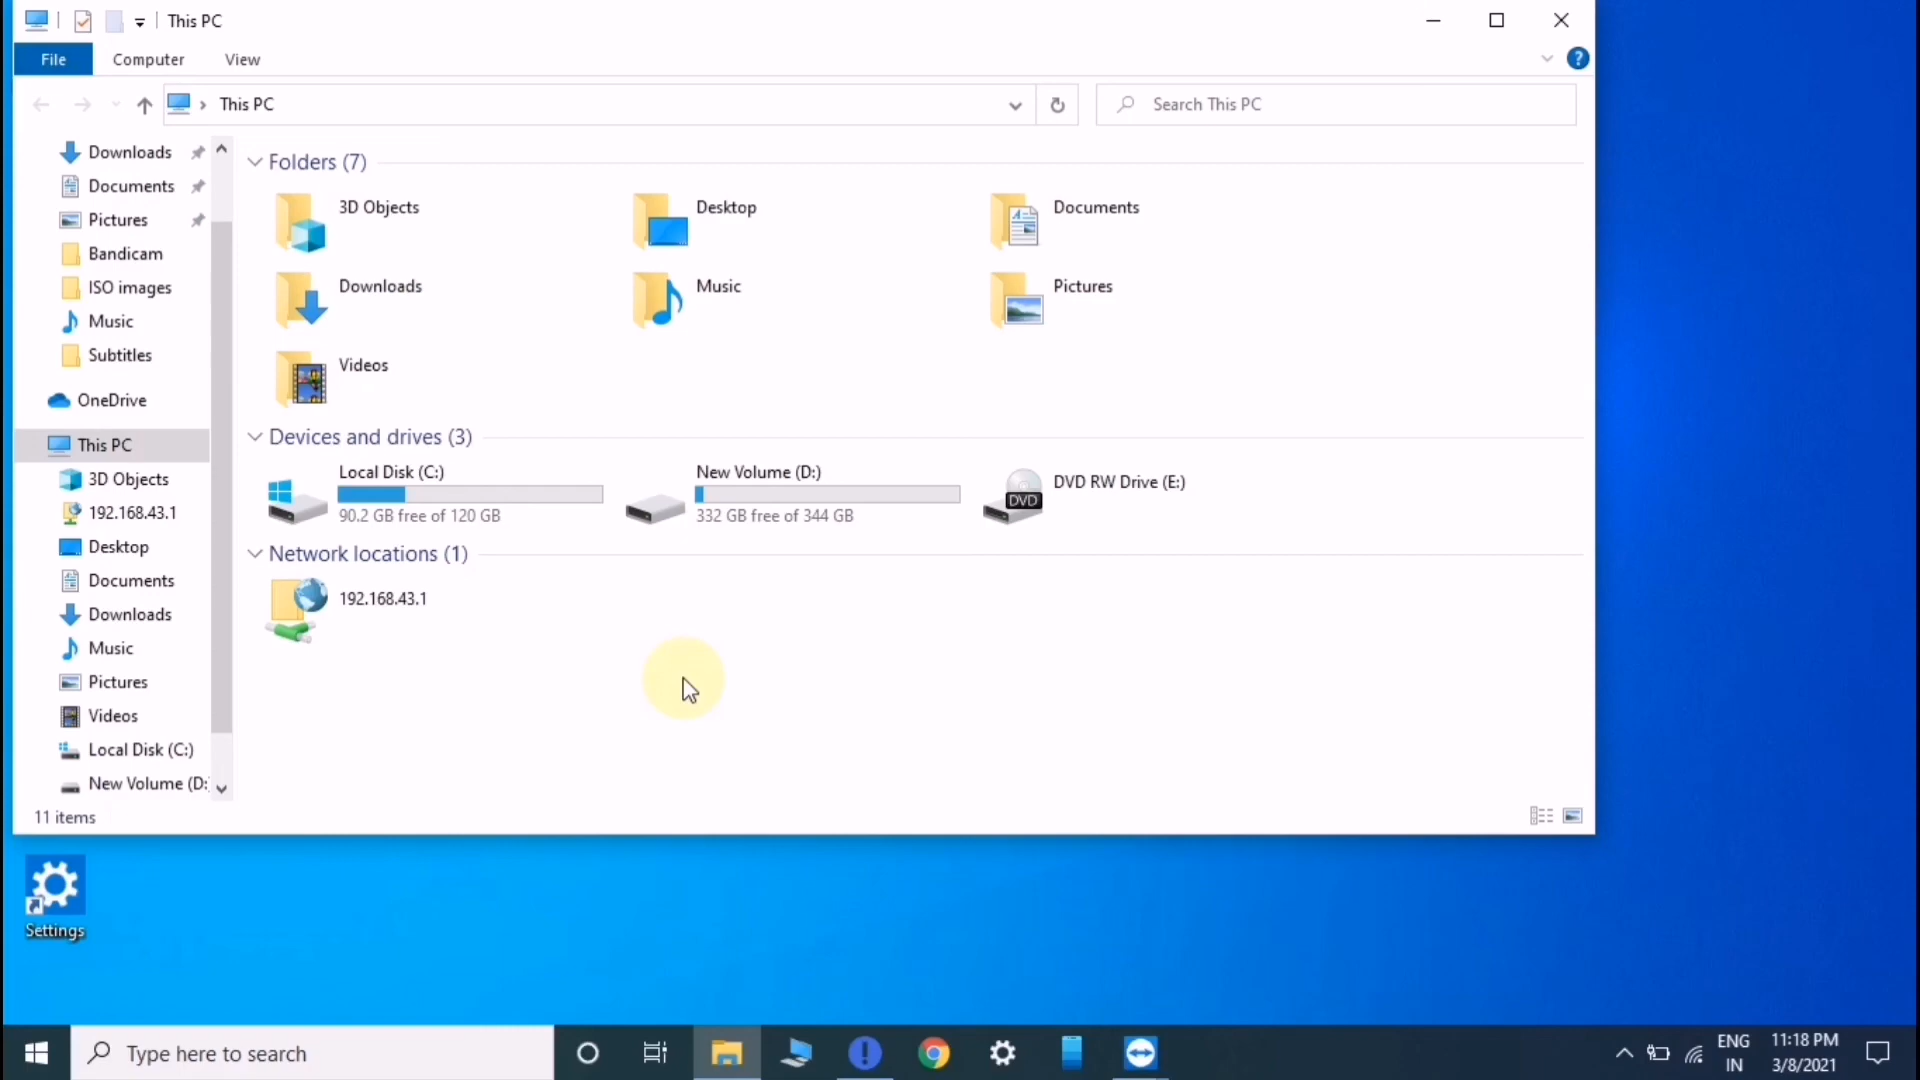 This PC
File
Computer
View
This PC
Search This PC
Downloads
Documents
Pictures
Bandicam
ISO images
Music
Subtitles
OneDrive
This PC
3D Objects
192.168.43.1
Desktop
Documents
Downloads
Music
Pictures
Videos
Local Disk (C:)
New Volume (D:
Folders (7)
3D Objects
Desktop
Documents
Downloads
Music
Pictures
Videos
Devices and drives (3)
Local Disk (C:)
90.2 GB free of 120 GB
New Volume (D:)
332 GB free of 344 GB
DVD
DVD RW Drive (E:)
Network locations (1)
192.168.43.1
11 items
Settings
Type here to search
ENG
IN
11:18 PM
3/8/2021